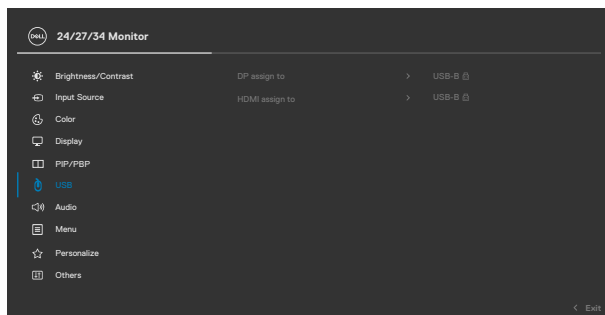 DELL 24/27/34 Monitor
Brightness/Contrast DP assign to > USB-B
Input Source HDMI assign to > USB-B
Color
Display
PIP/PBP
USB
Audio
Menu
Personalize
Others
< Exit